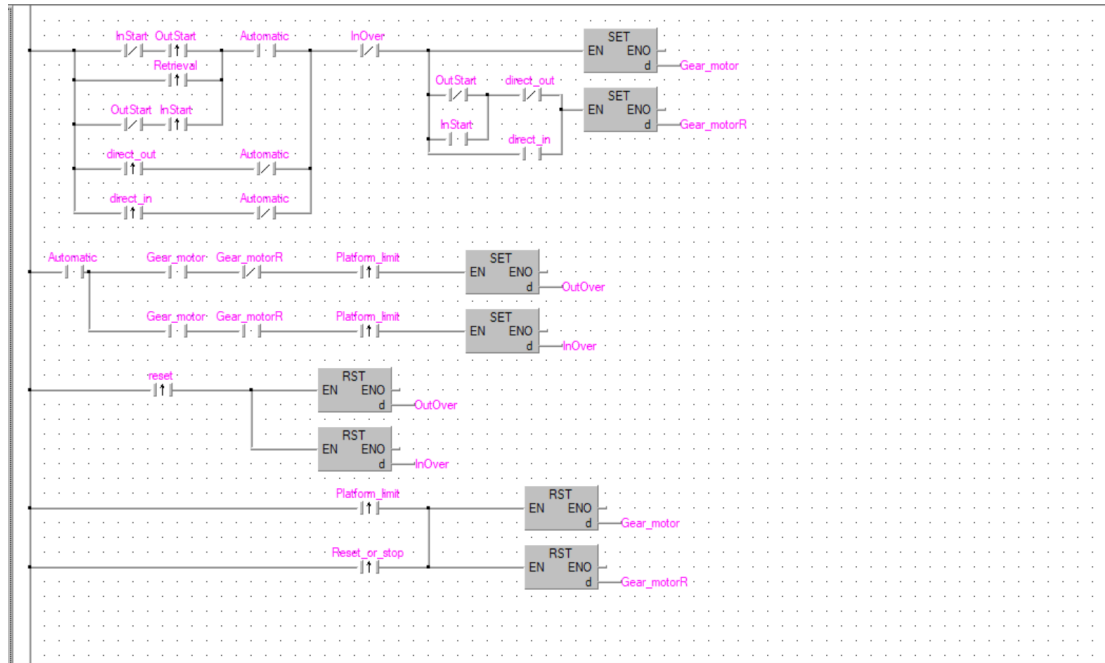 InStart OutStart Automatic InOver SET
EN ENO
d Gear_motor
Retrieval
OutStart direct_out SET
EN ENO
d Gear_motorR
OutStart InStart
InStart direct_in
direct_out Automatic
direct_in Automatic
Automatic Gear_motor Gear_motorR Platform_limit SET
EN ENO
d OutOver
Gear_motor Gear_motorR Platform_limit SET
EN ENO
d InOver
reset RST
EN ENO
d OutOver
RST
EN ENO
d InOver
Platform_limit RST
EN ENO
d Gear_motor
Reset_or_stop RST
EN ENO
d Gear_motorR